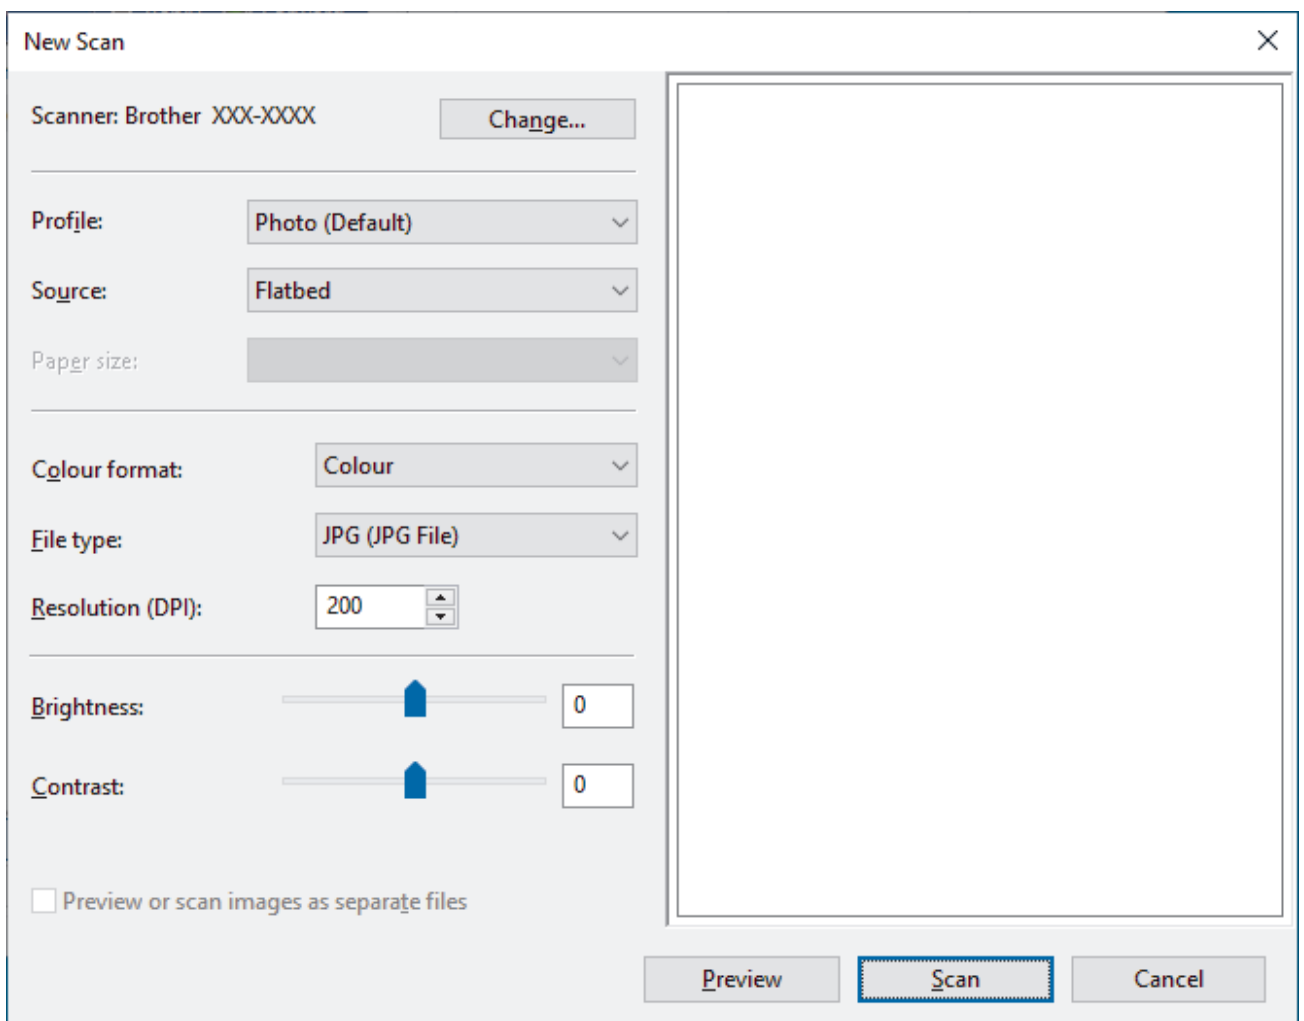 New Scan
Scanner: Brother XXX-XXXX Change...
Profile: Photo (Default)
Source: Flatbed
Paper size:
Colour format: Colour
File type: JPG (JPG File)
Resolution (DPI): 200
Brightness: 0
Contrast: 0
Preview or scan images as separate files
Preview Scan Cancel